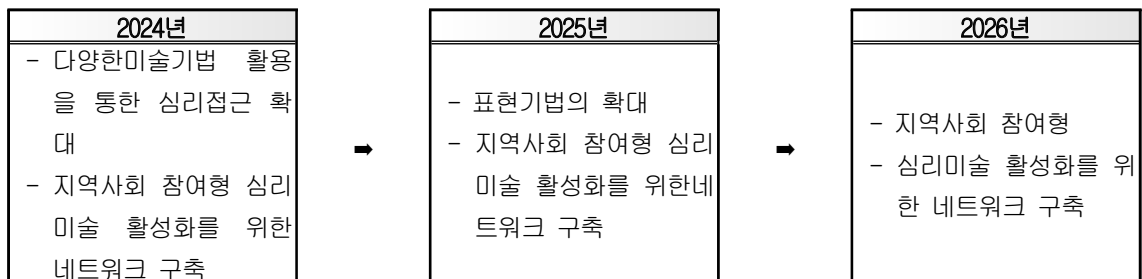 2024년
- 다양한미술기법 활용
을 통한 심리접근 확
대
- 지역사회 참여형 심리
미술 활성화를 위한
네트워크 구축
➡
2025년
- 표현기법의 확대
- 지역사회 참여형 심리
미술 활성화를 위한네
트워크 구축
➡
2026년
- 지역사회 참여형
- 심리미술 활성화를 위
한 네트워크 구축